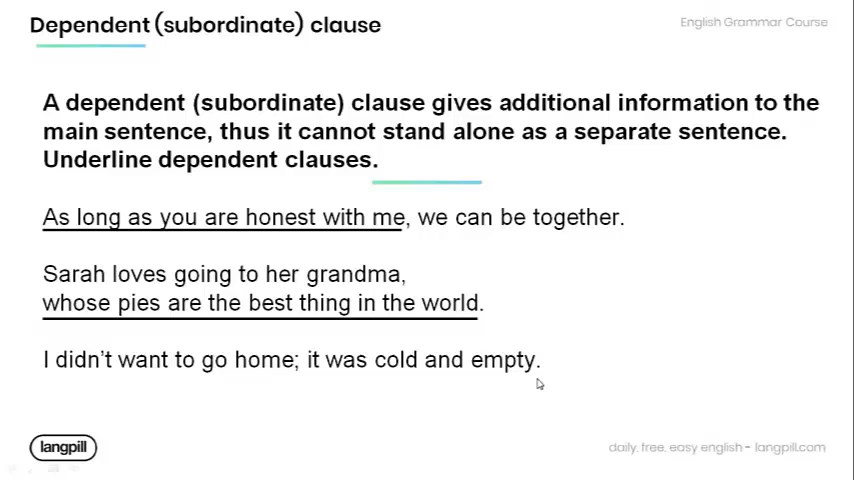 Dependent (subordinate) clause
English Grammar Course
A dependent (subordinate) clause gives additional information to the
main sentence, thus it cannot stand alone as a separate sentence.
Underline dependent clauses.
As long as you are honest with me, we can be together.
Sarah loves going to her grandma,
whose pies are the best thing in the world.
I didn’t want to go home; it was cold and empty.
langpill
daily, free, easy english - langpill.com